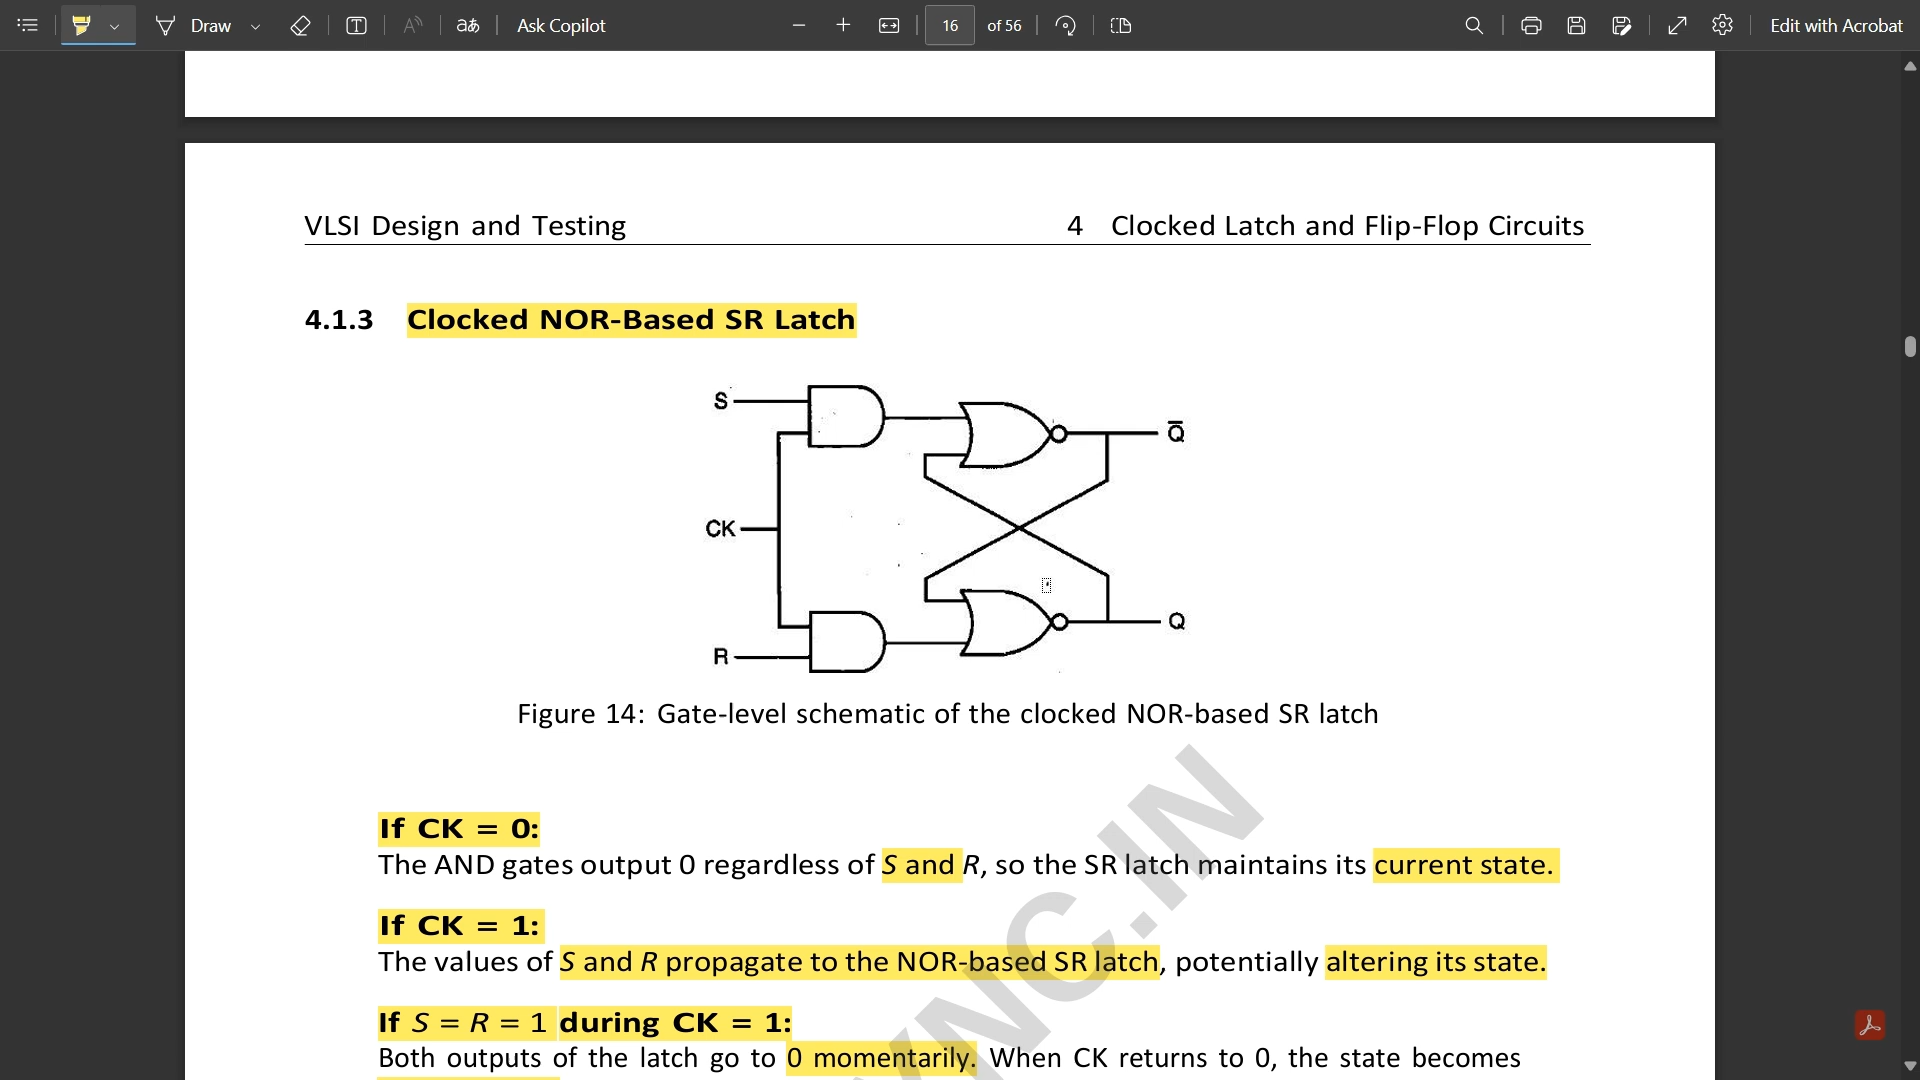 Draw
Ask Copilot
16 of 56
Edit with Acrobat
VLSI Design and Testing
4 Clocked Latch and Flip-Flop Circuits
4.1.3 Clocked NOR-Based SR Latch
S
Q̅
CK
Q
R
Figure 14: Gate-level schematic of the clocked NOR-based SR latch
If CK = 0:
The AND gates output 0 regardless of S and R, so the SR latch maintains its current state.
If CK = 1:
The values of S and R propagate to the NOR-based SR latch, potentially altering its state.
If S = R = 1 during CK = 1:
Both outputs of the latch go to 0 momentarily. When CK returns to 0, the state becomes
YNC.IN